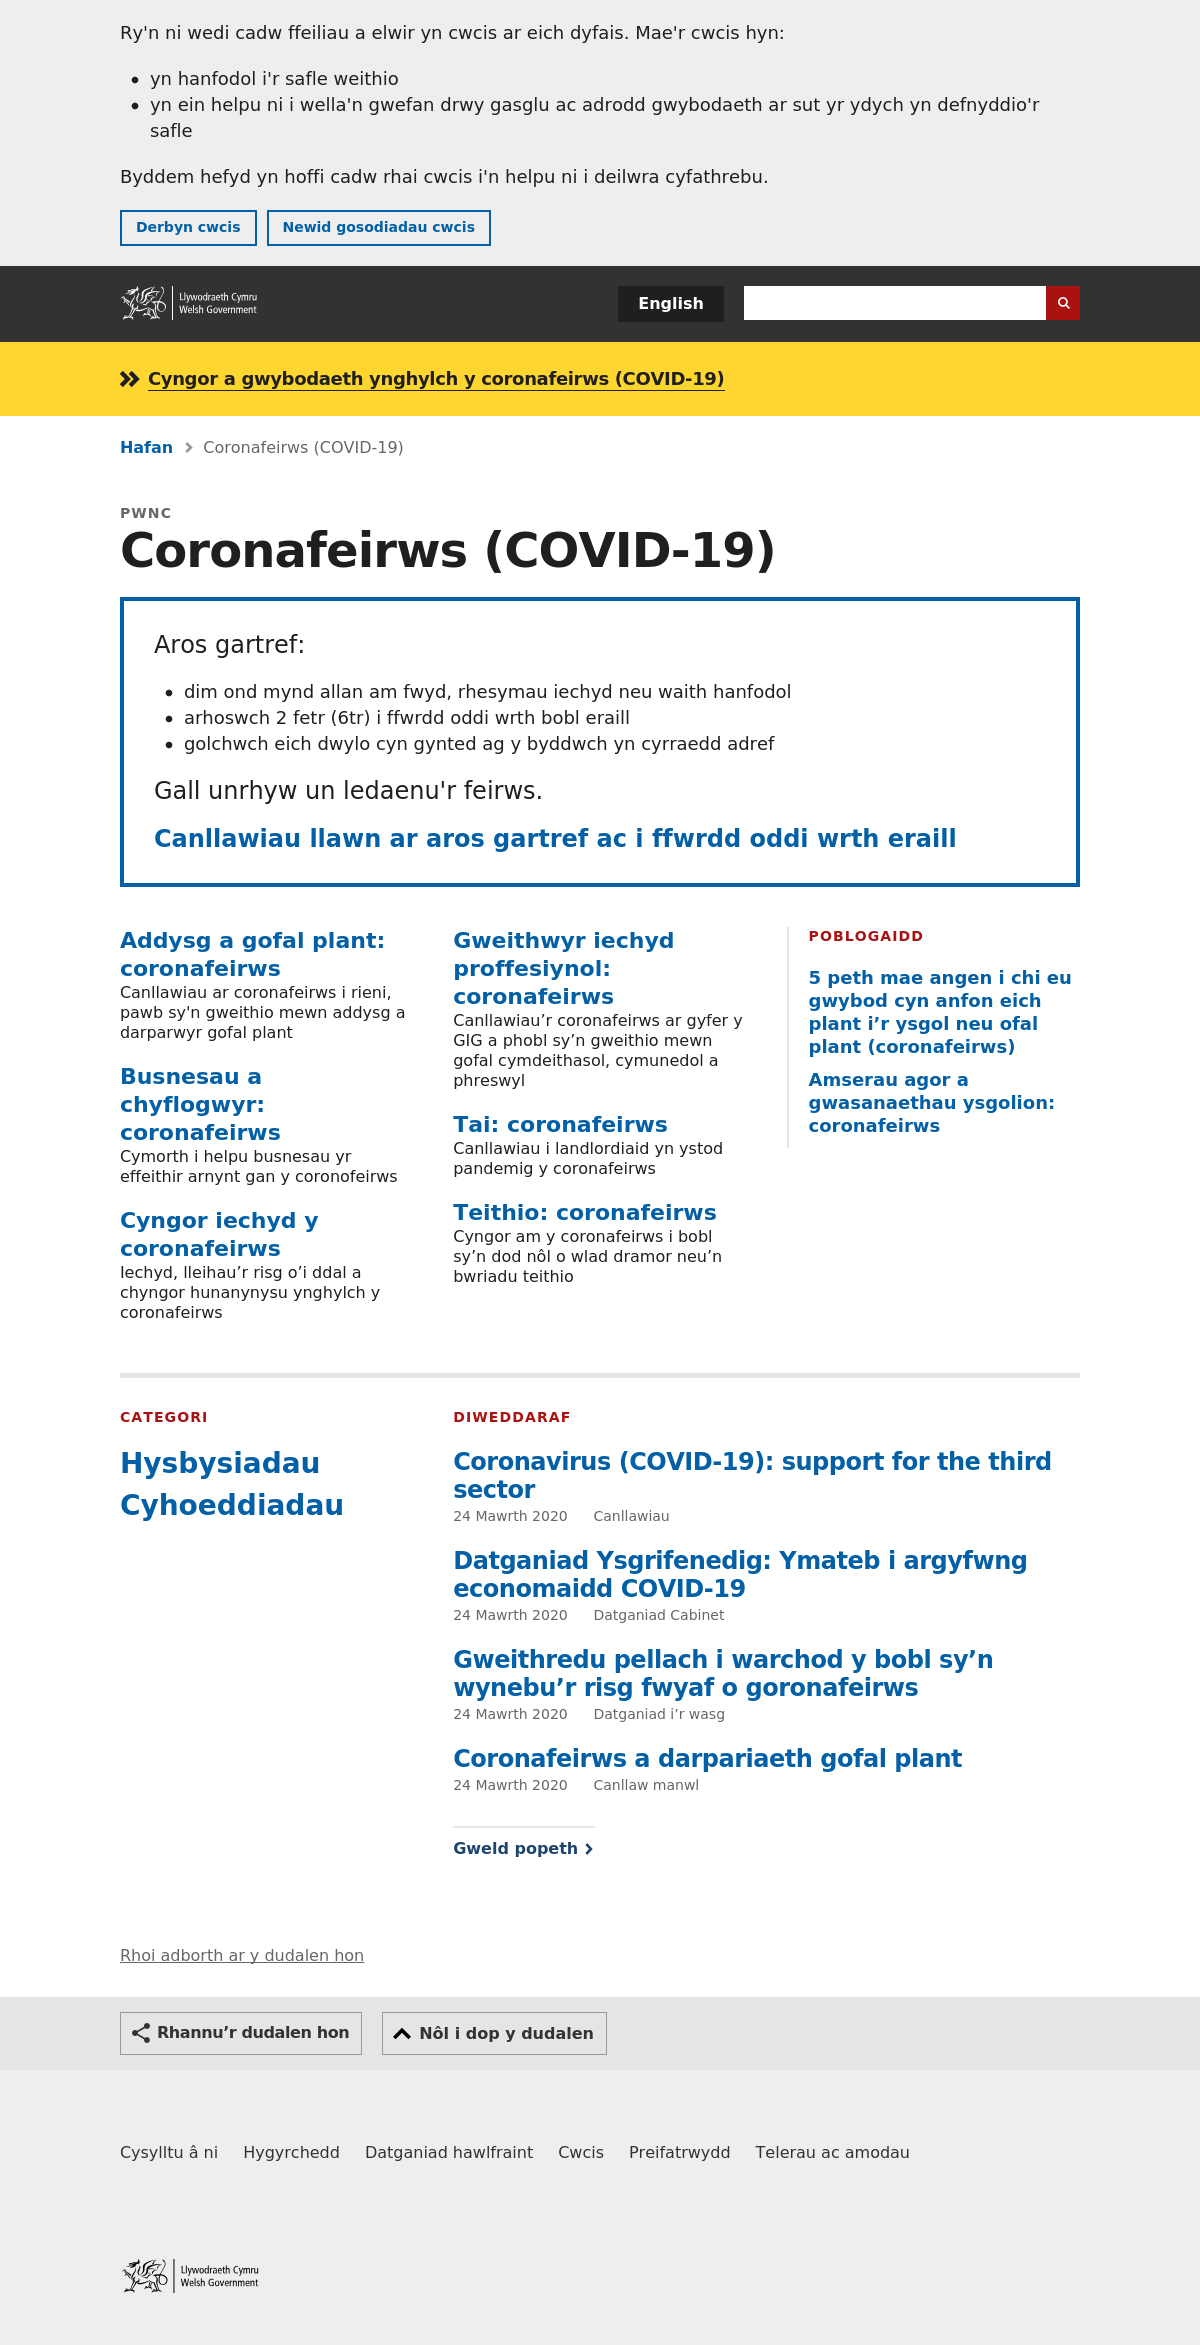 Ry'n ni wedi cadw ffeiliau a elwir yn cwcis ar eich dyfais. Mae'r cwcis hyn:
yn hanfodol i'r safle weithio
yn ein helpu ni i wella'n gwefan drwy gasglu ac adrodd gwybodaeth ar sut yr ydych yn defnyddio'r
safle
Byddem hefyd yn hoffi cadw rhai cwcis i'n helpu ni i deilwra cyfathrebu.
Derbyn cwcis
Newid gosodiadau cwcis
Llywodraeth Cymru
Welsh Government
English
Cyngor a gwybodaeth ynghylch y coronafeirws (COVID-19)
Hafan
Coronafeirws (COVID-19)
PWNC
Coronafeirws (COVID-19)
Aros gartref:
dim ond mynd allan am fwyd, rhesymau iechyd neu waith hanfodol
arhoswch 2 fetr (6tr) i ffwrdd oddi wrth bobl eraill
golchwch eich dwylo cyn gynted ag y byddwch yn cyrraedd adref
Gall unrhyw un ledaenu'r feirws.
Canllawiau llawn ar aros gartref ac i ffwrdd oddi wrth eraill
Addysg a gofal plant:
coronafeirws
Canllawiau ar coronafeirws i rieni,
pawb sy'n gweithio mewn addysg a
darparwyr gofal plant
Busnesau a
chyflogwyr:
coronafeirws
Cymorth i helpu busnesau yr
effeithir arnynt gan y coronofeirws
Cyngor iechyd y
coronafeirws
Iechyd, lleihau’r risg o’i ddal a
chyngor hunanynysu ynghylch y
coronafeirws
Gweithwyr iechyd
proffesiynol:
coronafeirws
Canllawiau’r coronafeirws ar gyfer y
GIG a phobl sy’n gweithio mewn
gofal cymdeithasol, cymunedol a
phreswyl
Tai: coronafeirws
Canllawiau i landlordiaid yn ystod
pandemig y coronafeirws
Teithio: coronafeirws
Cyngor am y coronafeirws i bobl
sy’n dod nôl o wlad dramor neu’n
bwriadu teithio
POBLOGAIDD
5 peth mae angen i chi eu
gwybod cyn anfon eich
plant i’r ysgol neu ofal
plant (coronafeirws)
Amserau agor a
gwasanaethau ysgolion:
coronafeirws
CATEGORI
Hysbysiadau
Cyhoeddiadau
DIWEDDARAF
Coronavirus (COVID-19): support for the third
sector
24 Mawrth 2020 Canllawiau
Datganiad Ysgrifenedig: Ymateb i argyfwng
economaidd COVID-19
24 Mawrth 2020 Datganiad Cabinet
Gweithredu pellach i warchod y bobl sy’n
wynebu’r risg fwyaf o goronafeirws
24 Mawrth 2020 Datganiad i’r wasg
Coronafeirws a darpariaeth gofal plant
24 Mawrth 2020 Canllaw manwl
Gweld popeth
Rhoi adborth ar y dudalen hon
Rhannu’r dudalen hon
Nôl i dop y dudalen
Cysylltu â ni
Hygyrchedd
Datganiad hawlfraint
Cwcis
Preifatrwydd
Telerau ac amodau
Llywodraeth Cymru
Welsh Government